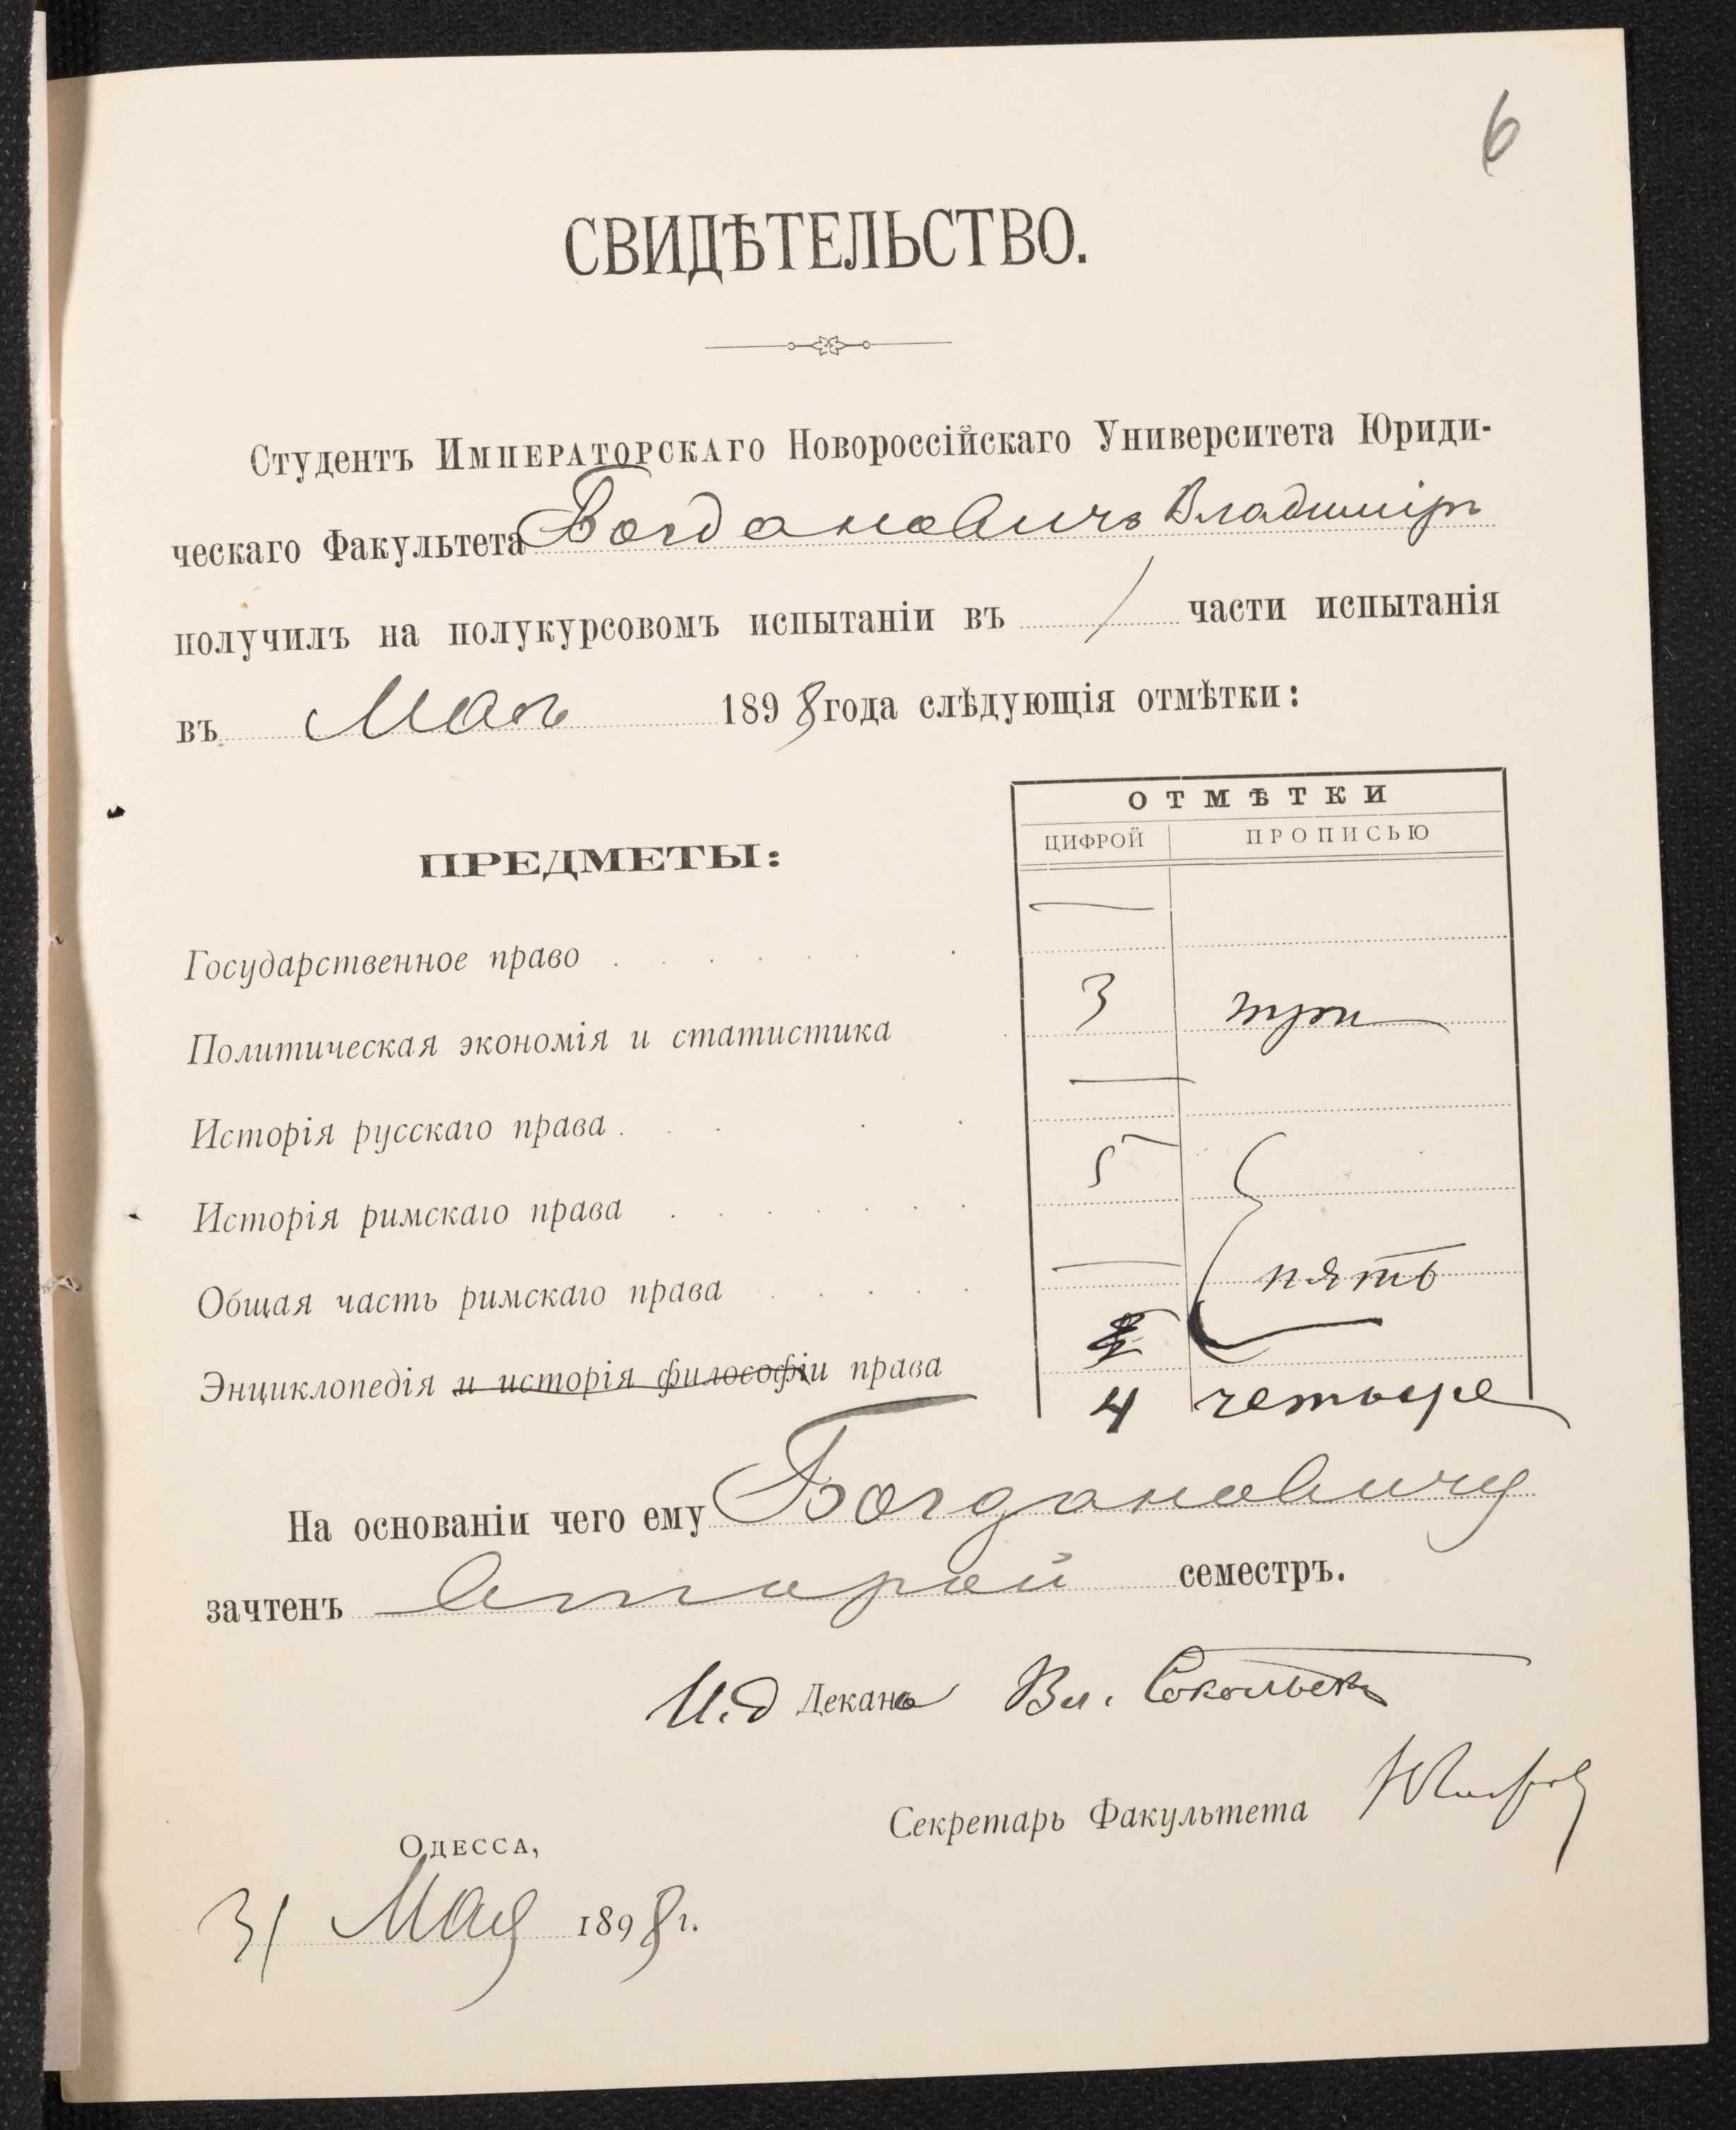 6
СВИДѢТЕЛЬСТВО.
Студентъ ИМПЕРАТОРСКАГО Новороссійскаго Университета Юриди-
ческаго Факультета Богдановичъ Владиміръ
получилъ на полукурсовомъ испытаніи въ I части испытанія
въ Маѣ 1898 года слѣдующія отмѣтки:
ОТМѢТКИ
ЦИФРОЙ ПРОПИСЬЮ
ПРЕДМЕТЫ:
Государственное право —
Политическая экономія и статистика 3 три
Исторія русскаго права —
Исторія римскаго права 5
Общая часть римскаго права — пять
Энциклопедія и исторія философіи права
4 четыре
На основаніи чего ему Богдановичу
зачтенъ второй семестръ.
И.д Декана Вл. Сокольск
Секретарь Факультета
ОДЕССА,
31 Мая 1898 г.